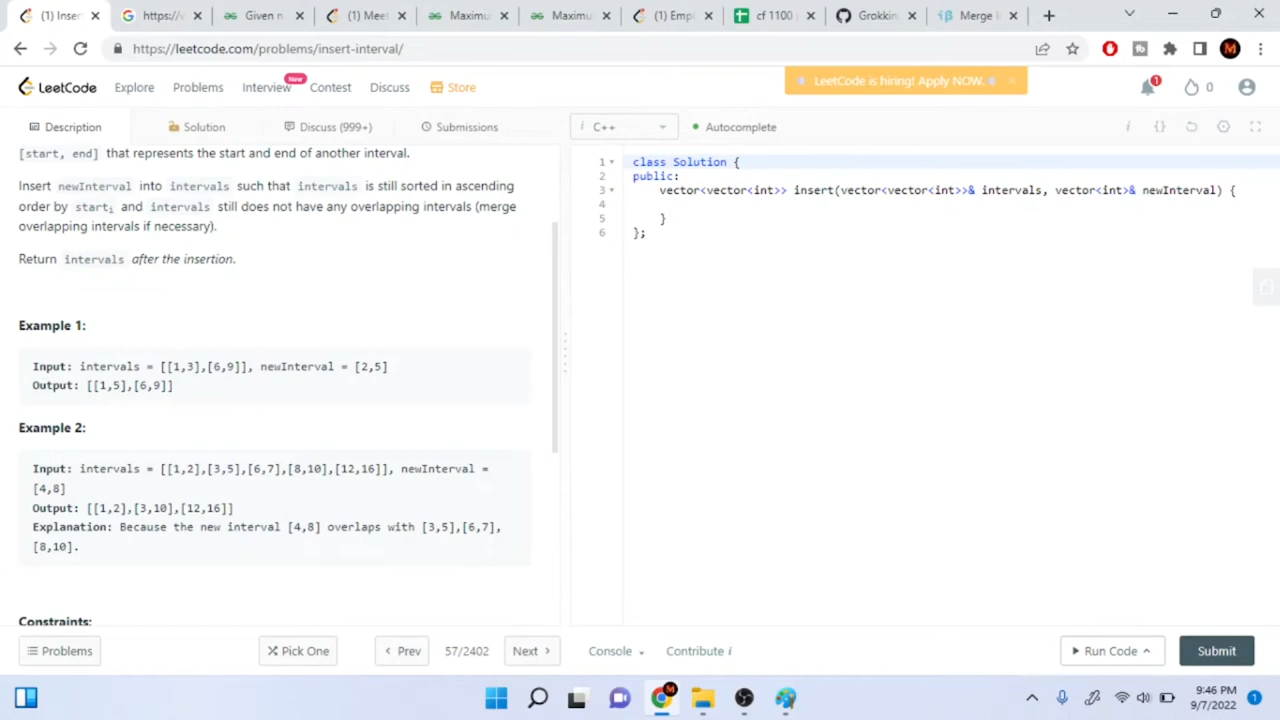 (1) Inser
https://v
Given n
(1) Meet
Maximu
Maximu
(1) Empl
cf 1100
Grokkin
Merge I
https://leetcode.com/problems/insert-interval/
M
LeetCode
Explore
Problems
Interview
New
Contest
Discuss
Store
LeetCode is hiring! Apply NOW.
1
0
Description
Solution
Discuss (999+)
Submissions
i C++
Autocomplete
[start, end] that represents the start and end of another interval.
Insert newInterval into intervals such that intervals is still sorted in ascending
order by starti and intervals still does not have any overlapping intervals (merge
overlapping intervals if necessary).
Return intervals after the insertion.
Example 1:
Input: intervals = [[1,3],[6,9]], newInterval = [2,5]
Output: [[1,5],[6,9]]
Example 2:
Input: intervals = [[1,2],[3,5],[6,7],[8,10],[12,16]], newInterval =
[4,8]
Output: [[1,2],[3,10],[12,16]]
Explanation: Because the new interval [4,8] overlaps with [3,5],[6,7],
[8,10].
Constraints:
1 class Solution {
2 public:
3 vector<vector<int>> insert(vector<vector<int>>& intervals, vector<int>& newInterval) {
4
5 }
6 };
Problems
Pick One
Prev
57/2402
Next
Console
Contribute i
Run Code
Submit
9:46 PM
9/7/2022
1